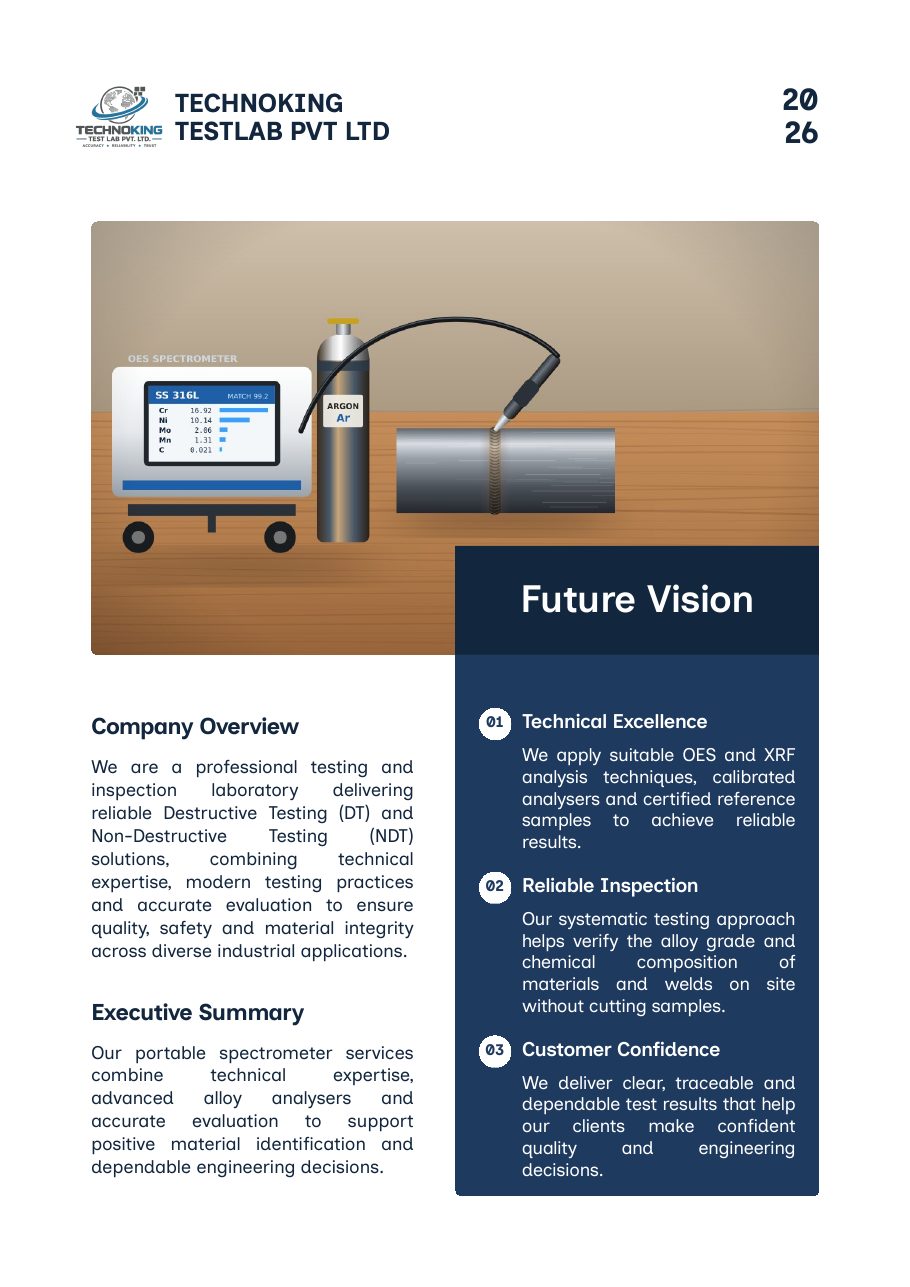 TECHNOKING
TEST LAB PVT. LTD.
ACCURACY • RELIABILITY • TRUST
TECHNOKING
TESTLAB PVT LTD
20
26
OES SPECTROMETER
SS 316L MATCH 99.2
Cr 16.92
Ni 10.14
Mo 2.06
Mn 1.31
C 0.021
ARGON
Ar
Future Vision
Company Overview
We are a professional testing and
inspection laboratory delivering
reliable Destructive Testing (DT) and
Non-Destructive Testing (NDT)
solutions, combining technical
expertise, modern testing practices
and accurate evaluation to ensure
quality, safety and material integrity
across diverse industrial applications.
Executive Summary
Our portable spectrometer services
combine technical expertise,
advanced alloy analysers and
accurate evaluation to support
positive material identification and
dependable engineering decisions.
01 Technical Excellence
We apply suitable OES and XRF
analysis techniques, calibrated
analysers and certified reference
samples to achieve reliable
results.
02 Reliable Inspection
Our systematic testing approach
helps verify the alloy grade and
chemical composition of
materials and welds on site
without cutting samples.
03 Customer Confidence
We deliver clear, traceable and
dependable test results that help
our clients make confident
quality and engineering
decisions.